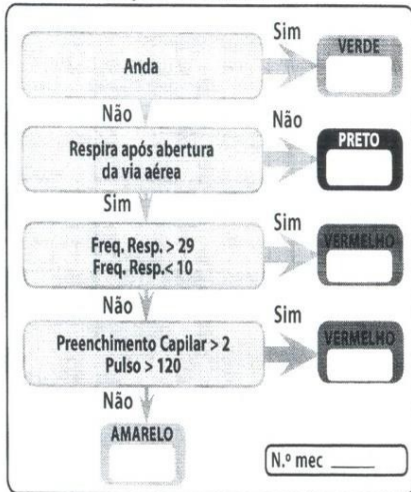 Anda
Sim
VERDE
Não
Respira após abertura
da via aérea
Não
PRETO
Sim
Freq. Resp. > 29
Freq. Resp.< 10
Sim
VERMELHO
Não
Preenchimento Capilar > 2
Pulso > 120
Sim
VERMELHO
Não
AMARELO
N.º mec _____